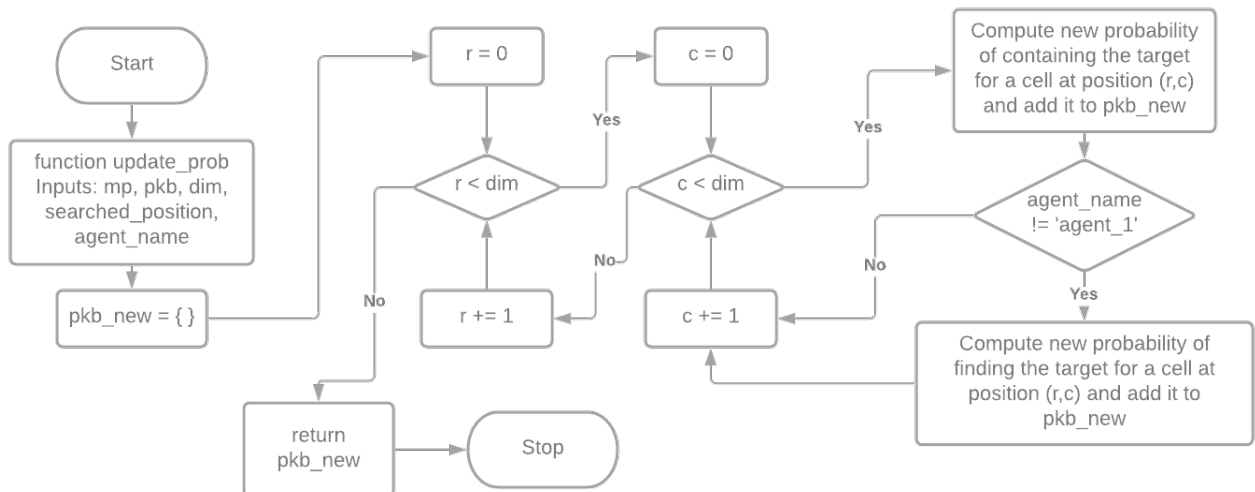 Start
function update_prob
Inputs: mp, pkb, dim,
searched_position,
agent_name
pkb_new = { }
r = 0
r < dim
Yes
No
r += 1
c = 0
c < dim
Yes
No
c += 1
Compute new probability
of containing the target
for a cell at position (r,c)
and add it to pkb_new
agent_name
!= 'agent_1'
No
Yes
Compute new probability of
finding the target for a cell at
position (r,c) and add it to
pkb_new
return
pkb_new
Stop